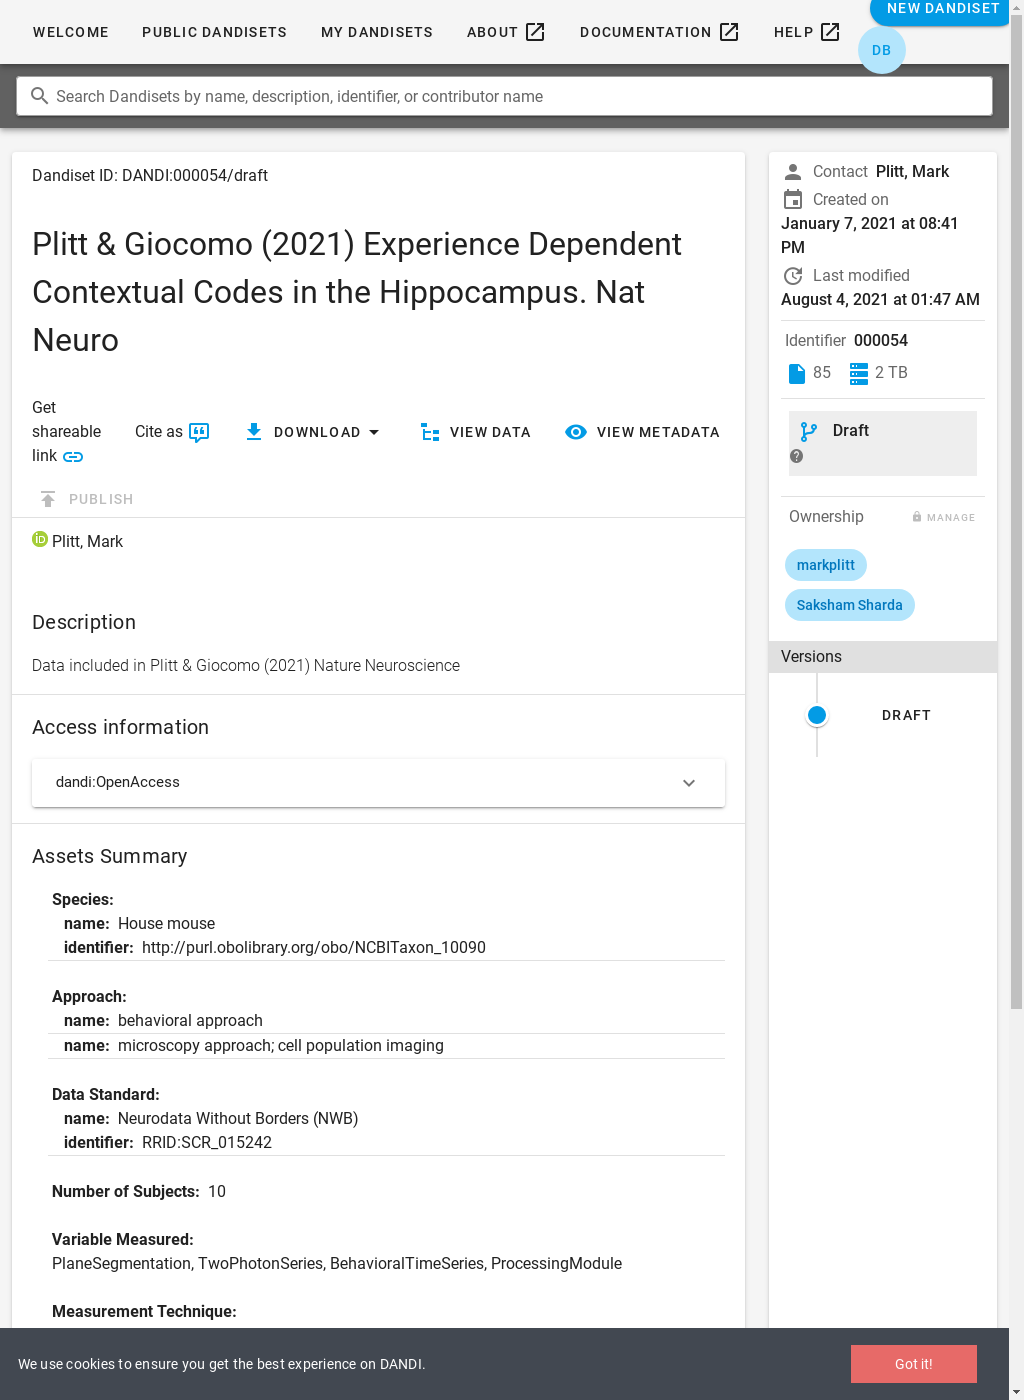 WELCOME PUBLIC DANDISETS MY DANDISETS ABOUT DOCUMENTATION HELP NEW DANDISET
DB
Search Dandisets by name, description, identifier, or contributor name
Dandiset ID: DANDI:000054/draft
Plitt & Giocomo (2021) Experience Dependent
Contextual Codes in the Hippocampus. Nat
Neuro
Get
shareable
link
Cite as
DOWNLOAD
VIEW DATA
VIEW METADATA
PUBLISH
iD Plitt, Mark
Description
Data included in Plitt & Giocomo (2021) Nature Neuroscience
Access information
dandi:OpenAccess
Assets Summary
Species:
name: House mouse
identifier: http://purl.obolibrary.org/obo/NCBITaxon_10090
Approach:
name: behavioral approach
name: microscopy approach; cell population imaging
Data Standard:
name: Neurodata Without Borders (NWB)
identifier: RRID:SCR_015242
Number of Subjects: 10
Variable Measured:
PlaneSegmentation, TwoPhotonSeries, BehavioralTimeSeries, ProcessingModule
Measurement Technique:
Contact Plitt, Mark
Created on
January 7, 2021 at 08:41
PM
Last modified
August 4, 2021 at 01:47 AM
Identifier 000054
85 2 TB
Draft
?
Ownership MANAGE
markplitt
Saksham Sharda
Versions
DRAFT
We use cookies to ensure you get the best experience on DANDI.
Got it!